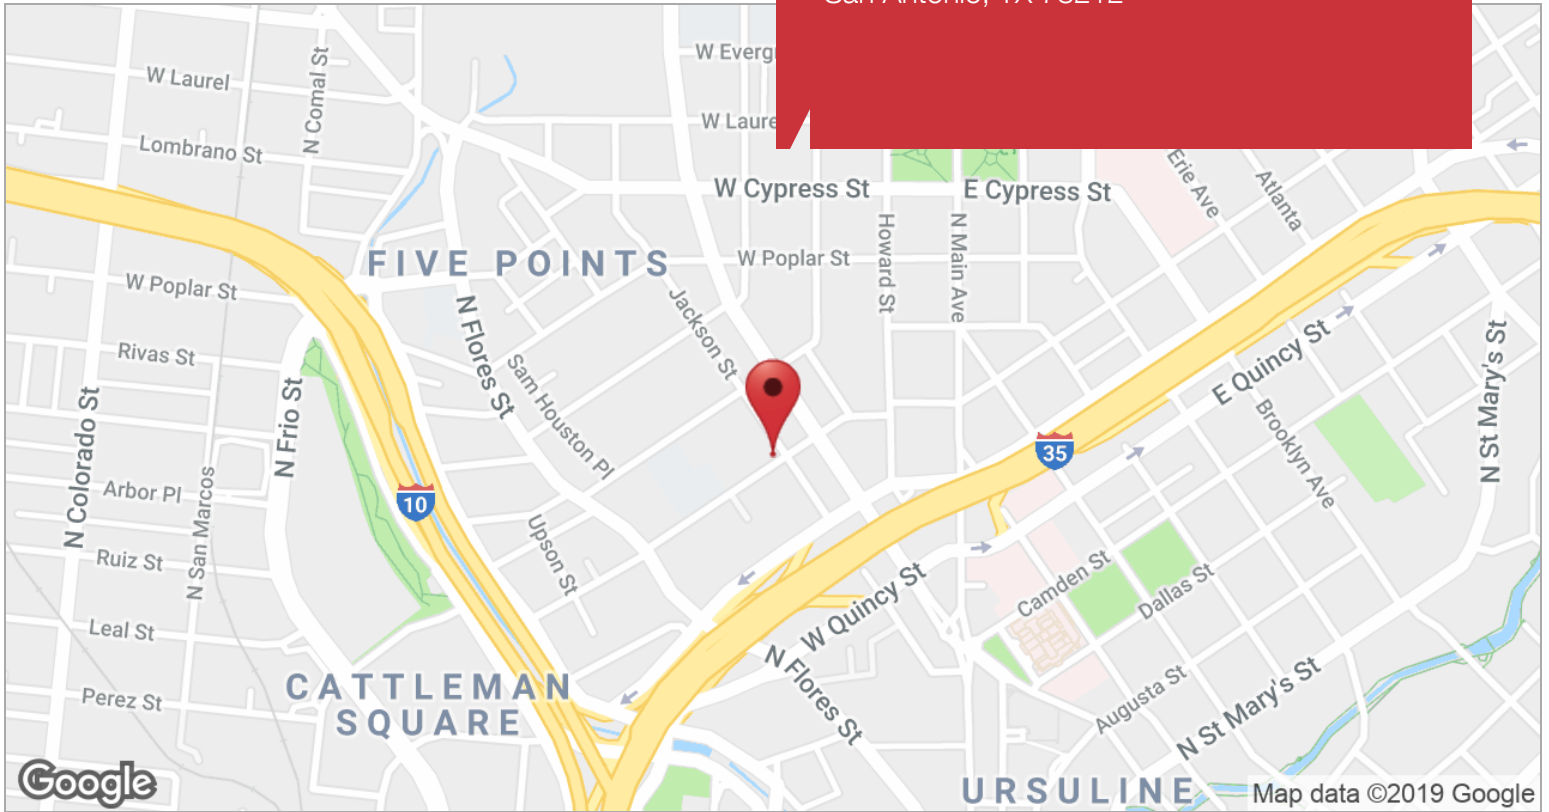 San Antonio, TX 78212
W Laurel
N Comal St
Lombrano St
W Evergr
W Laure
W Cypress St
E Cypress St
Erie Ave
Atlanta
FIVE POINTS
W Poplar St
Howard St
N Main Ave
W Poplar St
Jackson St
N Flores St
Rivas St
Sam Houston Pl
E Quincy St
N St Mary's St
N Colorado St
N Frio St
Brooklyn Ave
35
10
Arbor Pl
N San Marcos
Upson St
Ruiz St
Camden St
Dallas St
W Quincy St
Leal St
N Flores St
CATTLEMAN
SQUARE
Perez St
Augusta St
N St Mary's St
URSULINE
Google
Map data ©2019 Google